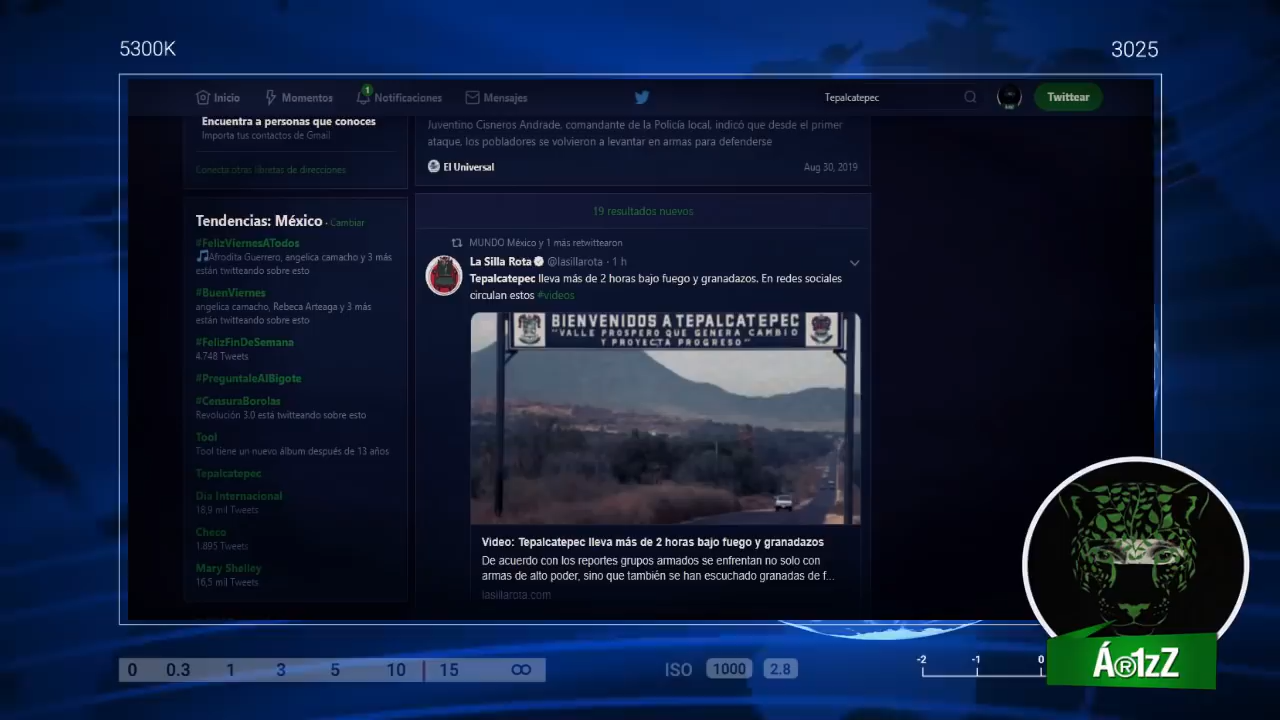 5300K
3025
Inicio
Momentos
1
Notificaciones
Mensajes
Tepalcatepec
Twittear
Encuentra a personas que conoces
Importa tus contactos de Gmail
Conecta otras libretas de direcciones
Tendencias: México · Cambiar
#FelizViernesATodos
Afrodita Guerrero, angelica camacho y 3 más
están twitteando sobre esto
#BuenViernes
angelica camacho, Rebeca Arteaga y 3 más
están twitteando sobre esto
#FelizFinDeSemana
4.748 Tweets
#PreguntaleAlBigote
#CensuraBorolas
Revolución 3.0 está twitteando sobre esto
Tool
Tool tiene un nuevo álbum después de 13 años
Tepalcatepec
Día Internacional
18,9 mil Tweets
Checo
1.895 Tweets
Mary Shelley
16,5 mil Tweets
Juventino Cisneros Andrade, comandante de la Policía local, indicó que desde el primer
ataque, los pobladores se volvieron a levantar en armas para defenderse
El Universal
Aug 30, 2019
19 resultados nuevos
MUNDO México y 1 más retwittearon
La Silla Rota @lasillarota · 1 h
Tepalcatepec lleva más de 2 horas bajo fuego y granadazos. En redes sociales
circulan estos #videos
BIENVENIDOS A TEPALCATEPEC
"VALLE PROSPERO QUE GENERA CAMBIO
Y PROYECTA PROGRESO"
Video: Tepalcatepec lleva más de 2 horas bajo fuego y granadazos
De acuerdo con los reportes grupos armados se enfrentan no solo con
armas de alto poder, sino que también se han escuchado granadas de f...
lasillarota.com
0 0.3 1 3 5 10 15 ∞
ISO 1000 2.8
-2 -1 0
Á®1zZ